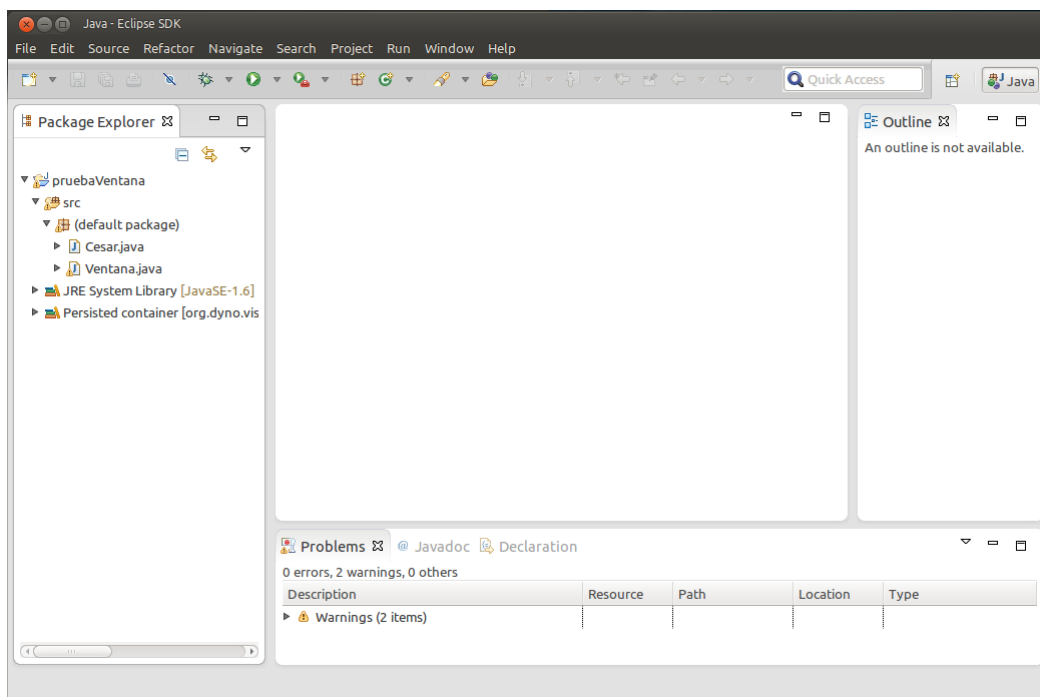 Java - Eclipse SDK
File Edit Source Refactor Navigate Search Project Run Window Help
Quick Access
Java
Package Explorer
pruebaVentana
src
(default package)
Cesar.java
Ventana.java
JRE System Library [JavaSE-1.6]
Persisted container [org.dyno.vis
Outline
An outline is not available.
Problems @ Javadoc Declaration
0 errors, 2 warnings, 0 others
Description Resource Path Location Type
Warnings (2 items)